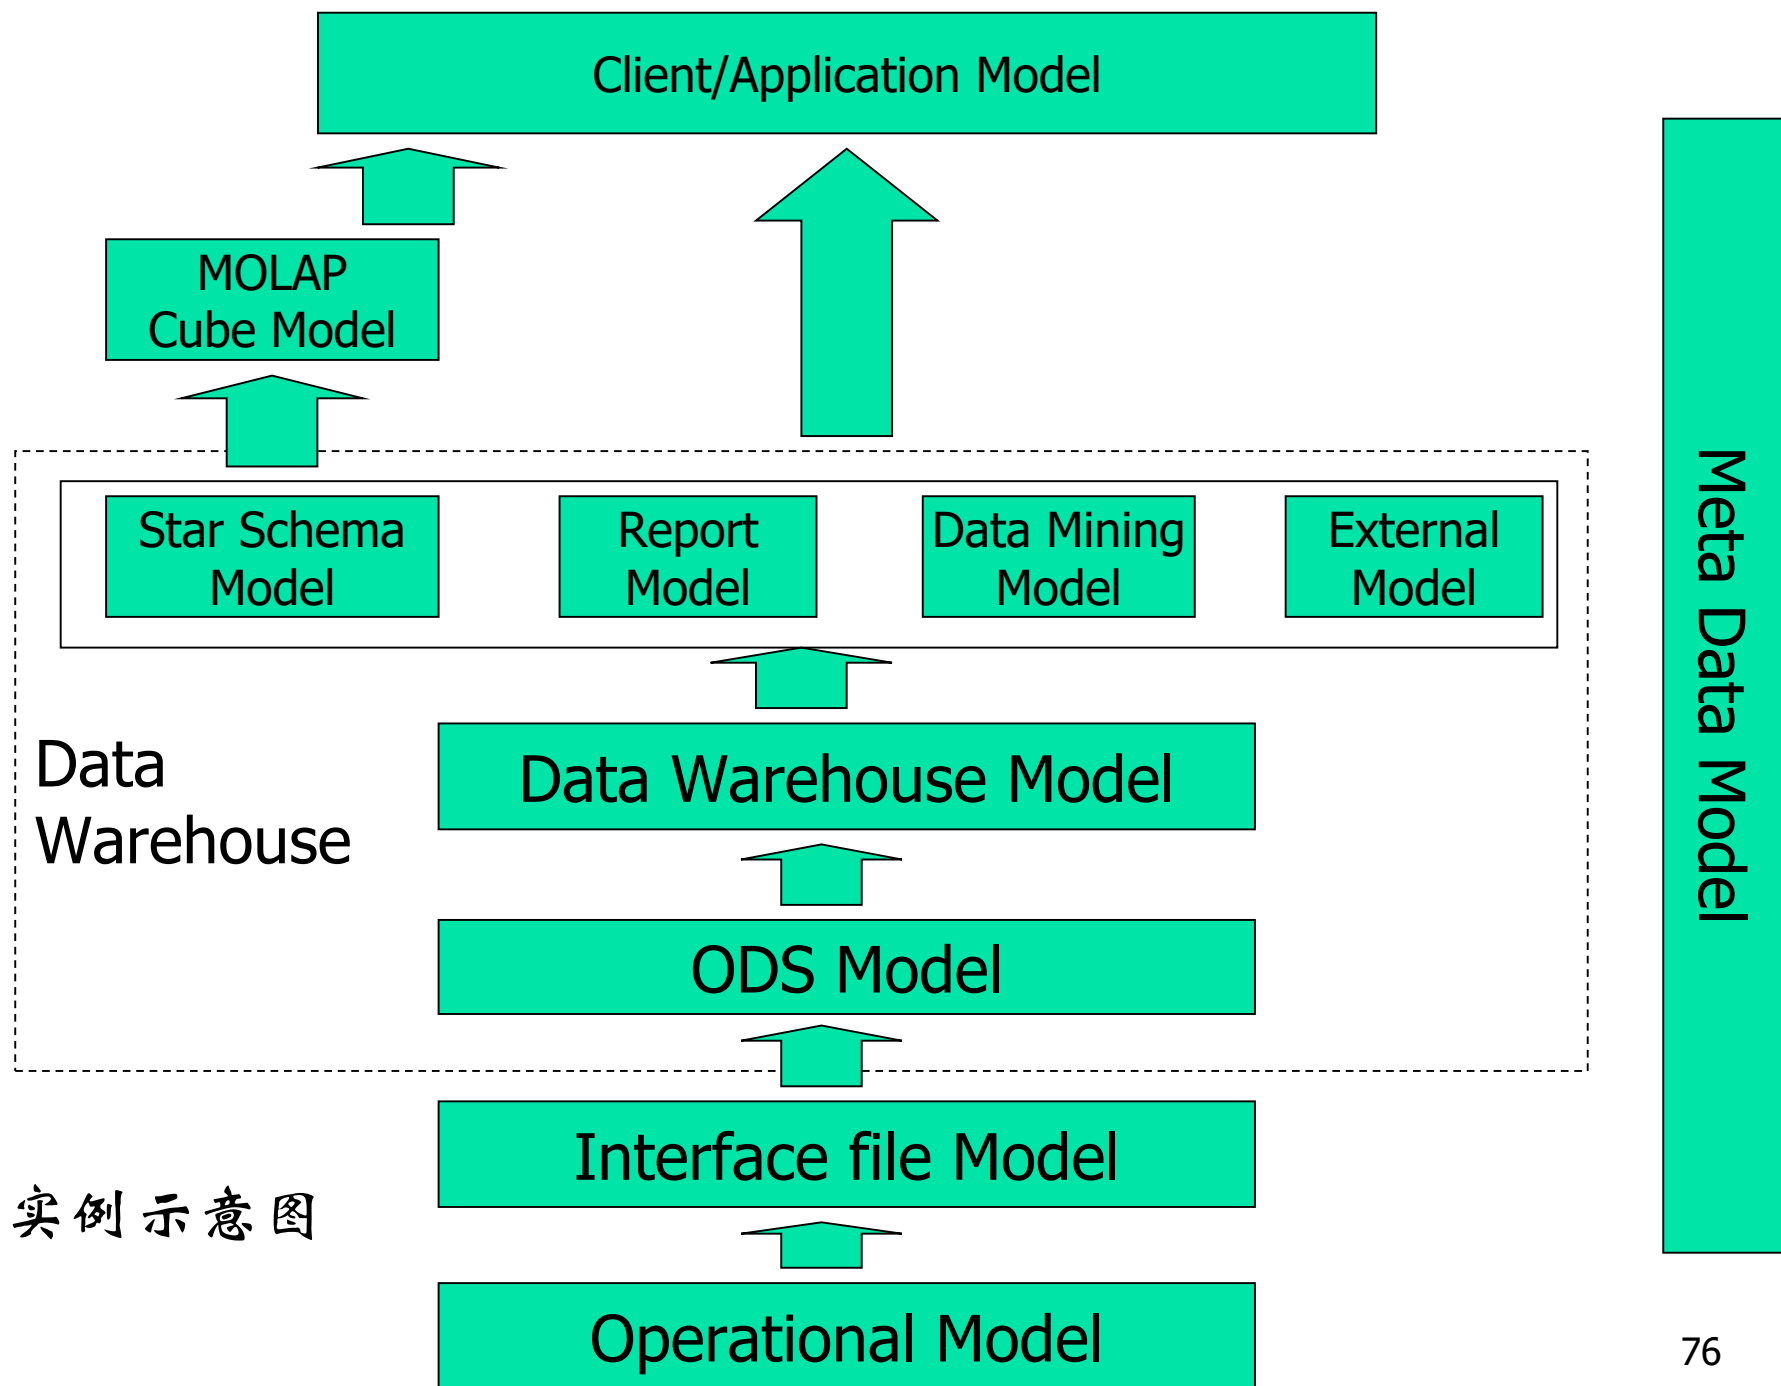 Client/Application Model
MOLAP
Cube Model
Star Schema
Model
Report
Model
Data Mining
Model
External
Model
Data
Warehouse
Data Warehouse Model
ODS Model
Interface file Model
实例示意图
Operational Model
Meta Data Model
76